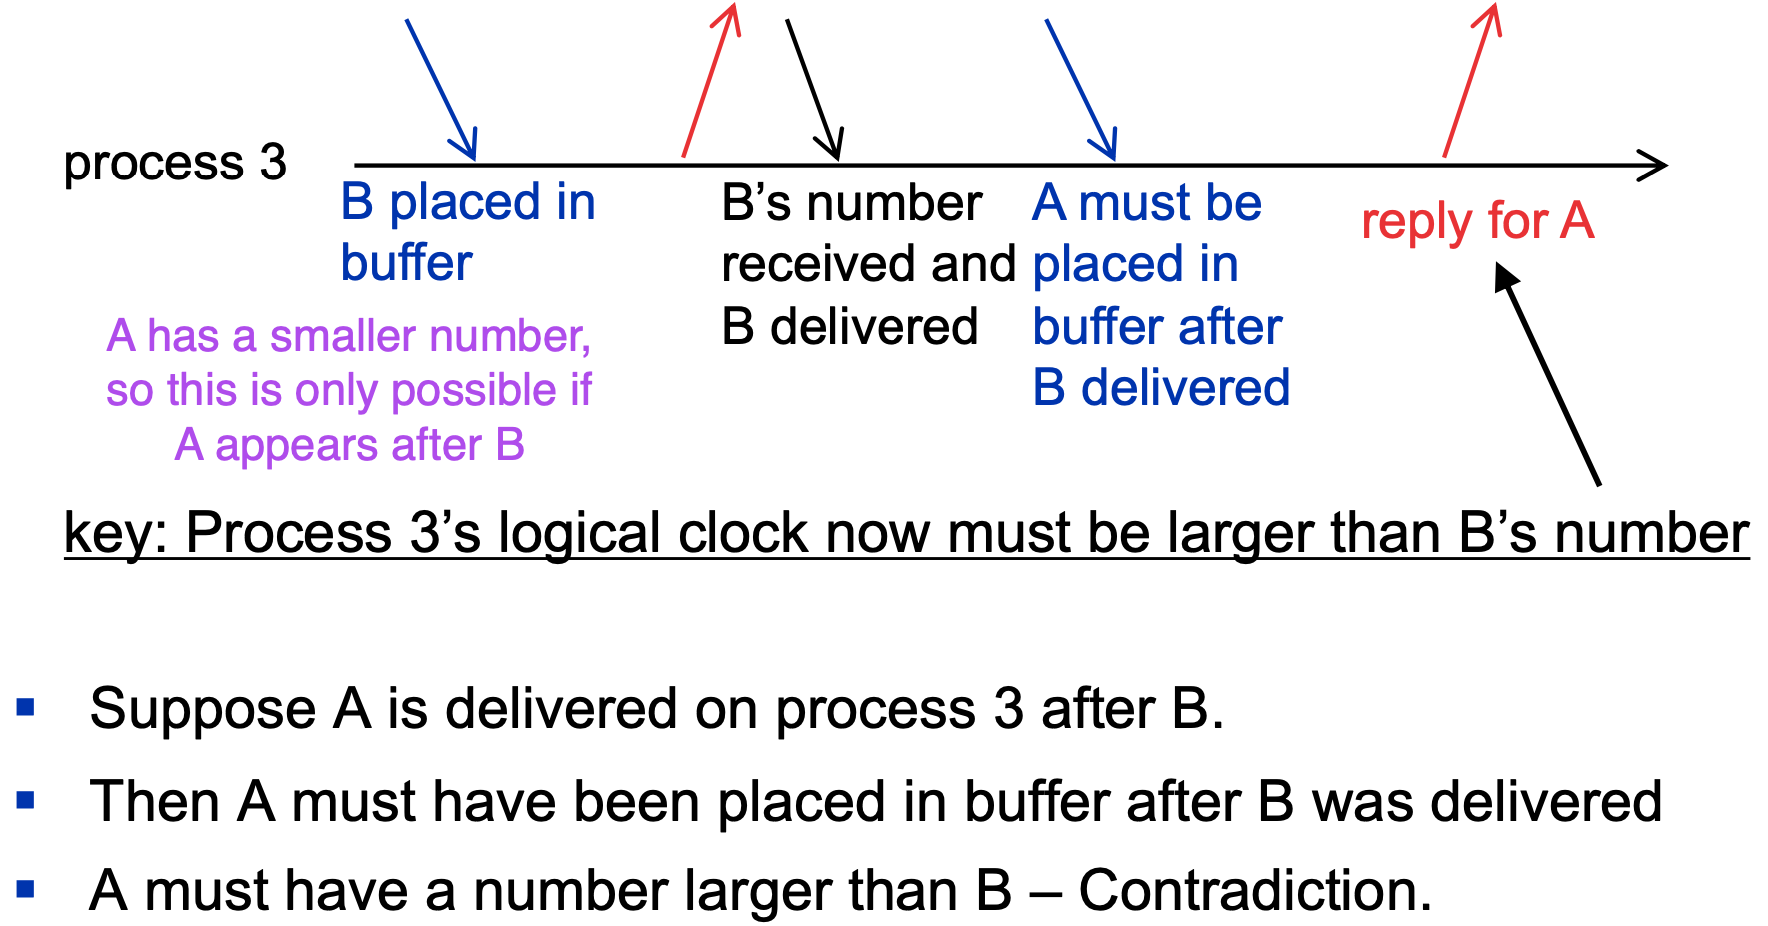 process 3
B placed in
buffer
A has a smaller number,
so this is only possible if
A appears after B
B’s number
received and
B delivered
A must be
placed in
buffer after
B delivered
reply for A
key: Process 3’s logical clock now must be larger than B’s number
▪ Suppose A is delivered on process 3 after B.
▪ Then A must have been placed in buffer after B was delivered
▪ A must have a number larger than B – Contradiction.